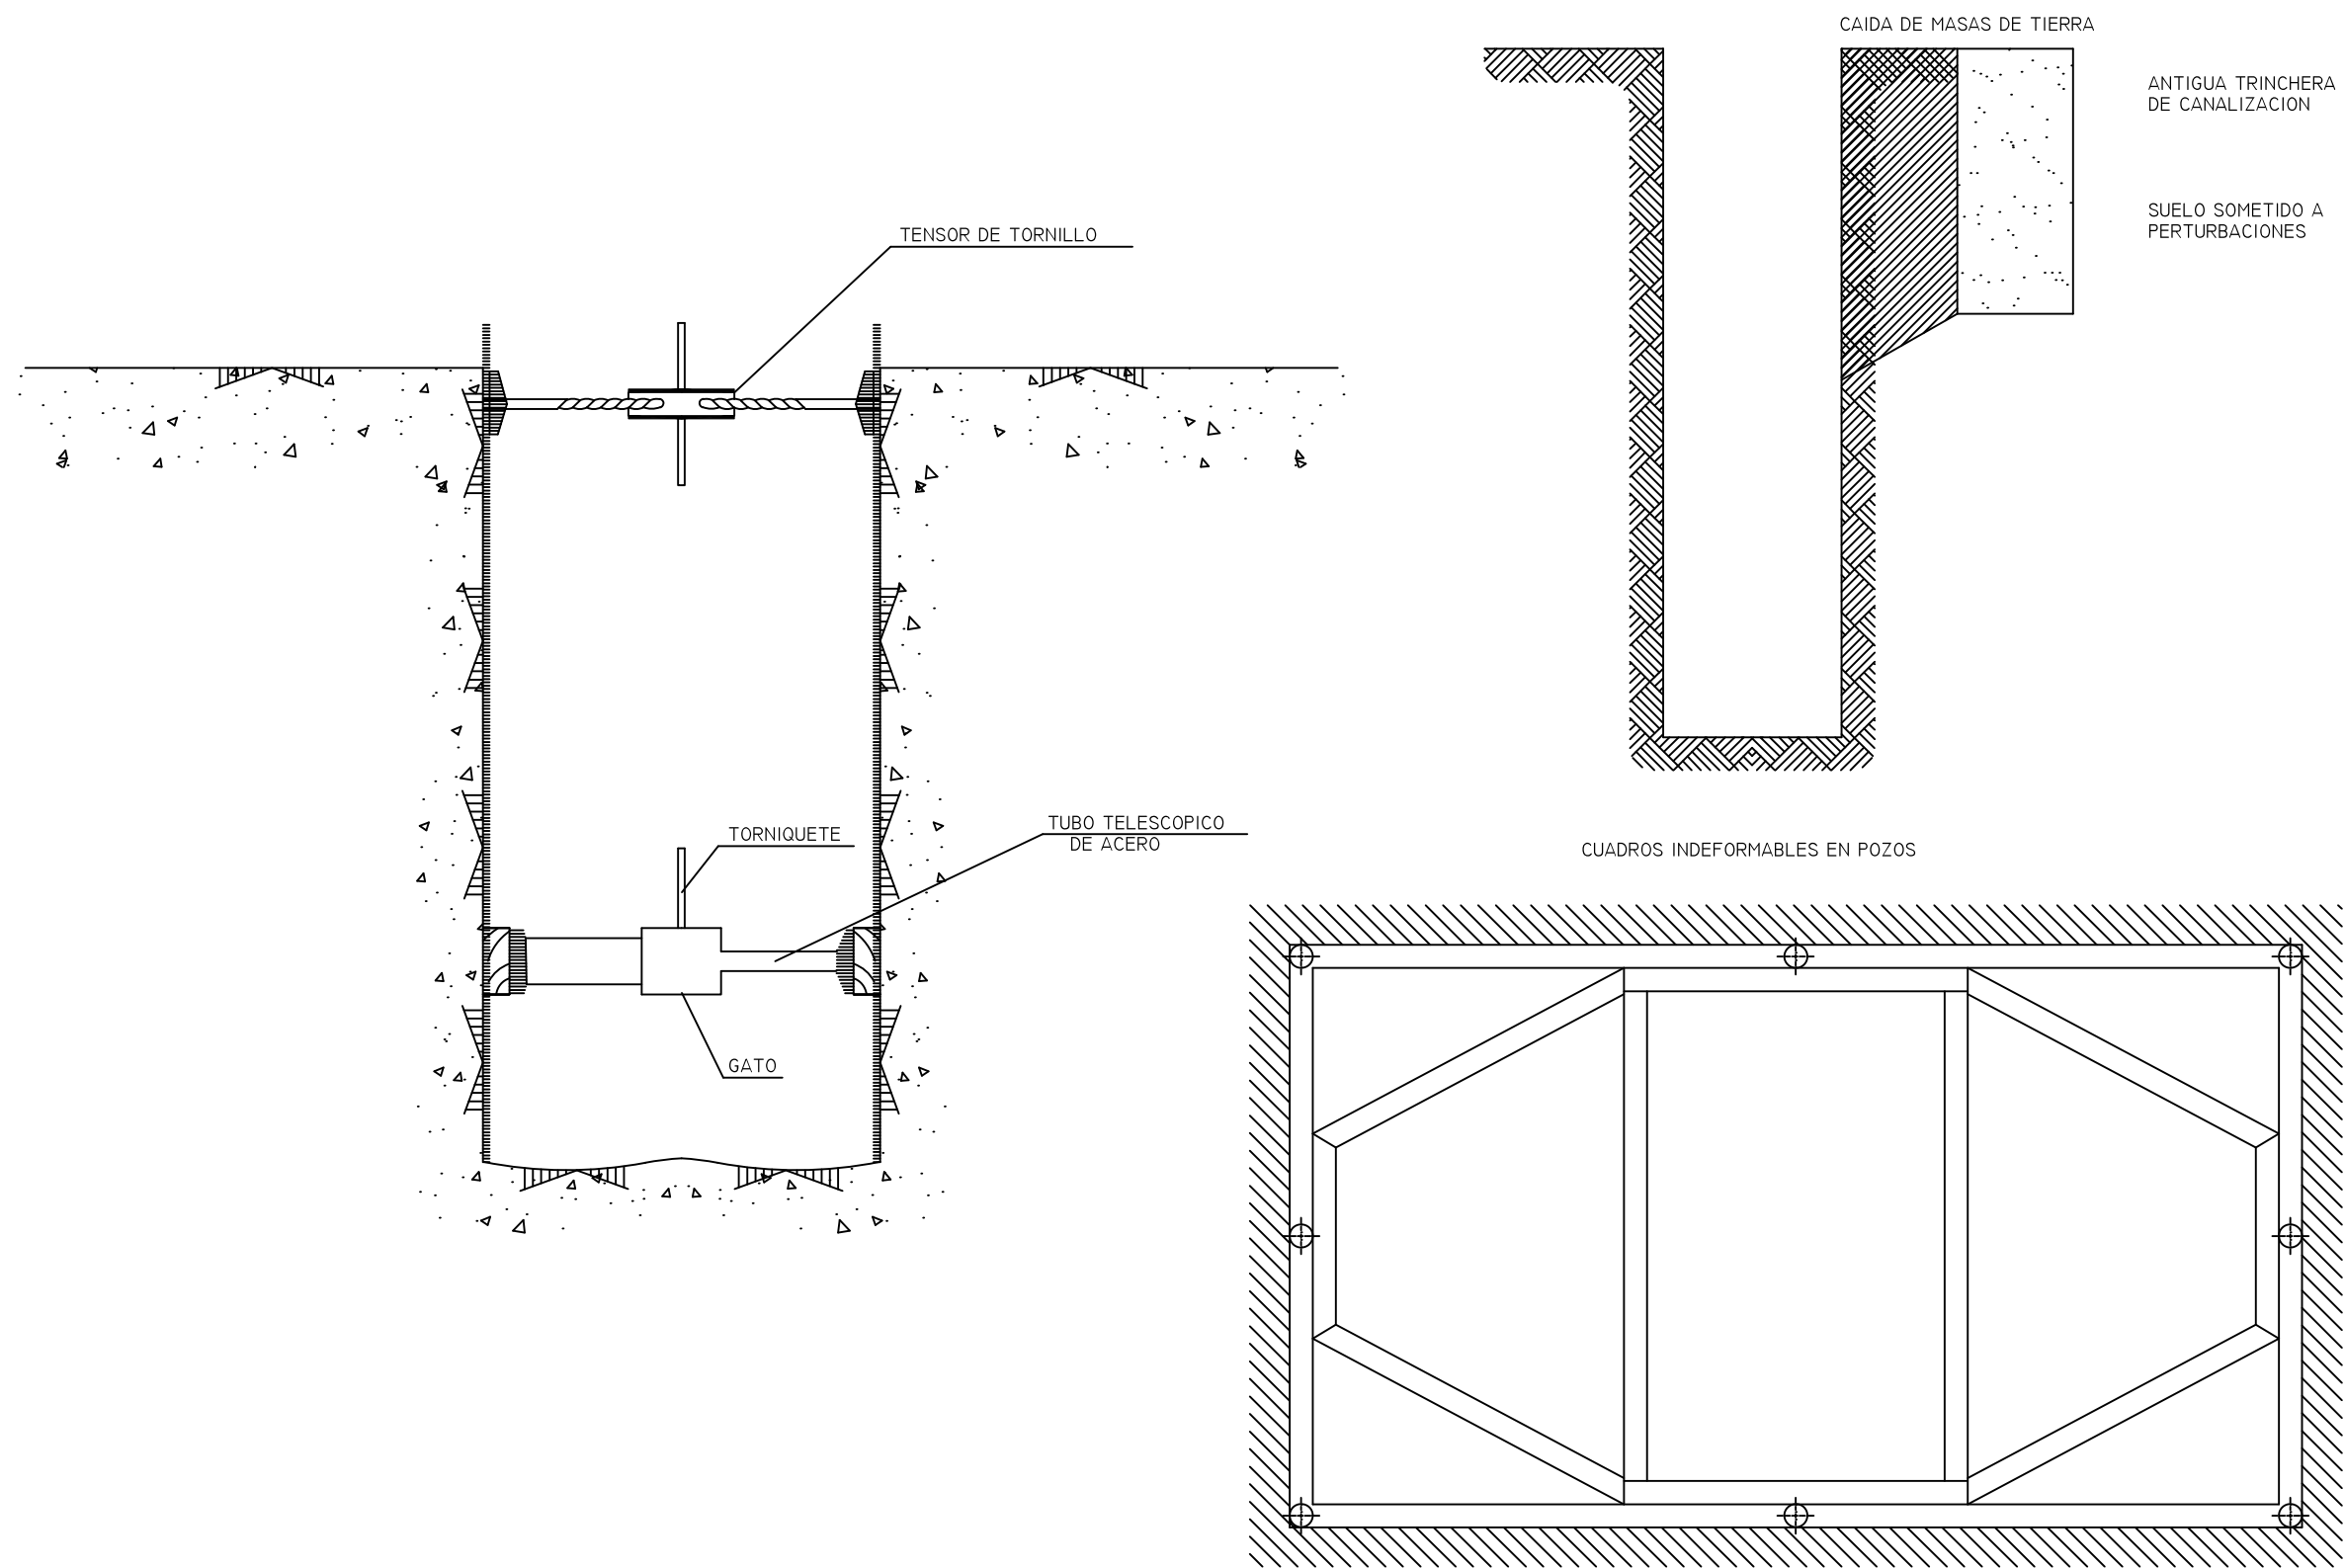 CAIDA DE MASAS DE TIERRA
ANTIGUA TRINCHERA
DE CANALIZACION
SUELO SOMETIDO A
PERTURBACIONES
TENSOR DE TORNILLO
TORNIQUETE
TUBO TELESCOPICO
DE ACERO
GATO
CUADROS INDEFORMABLES EN POZOS